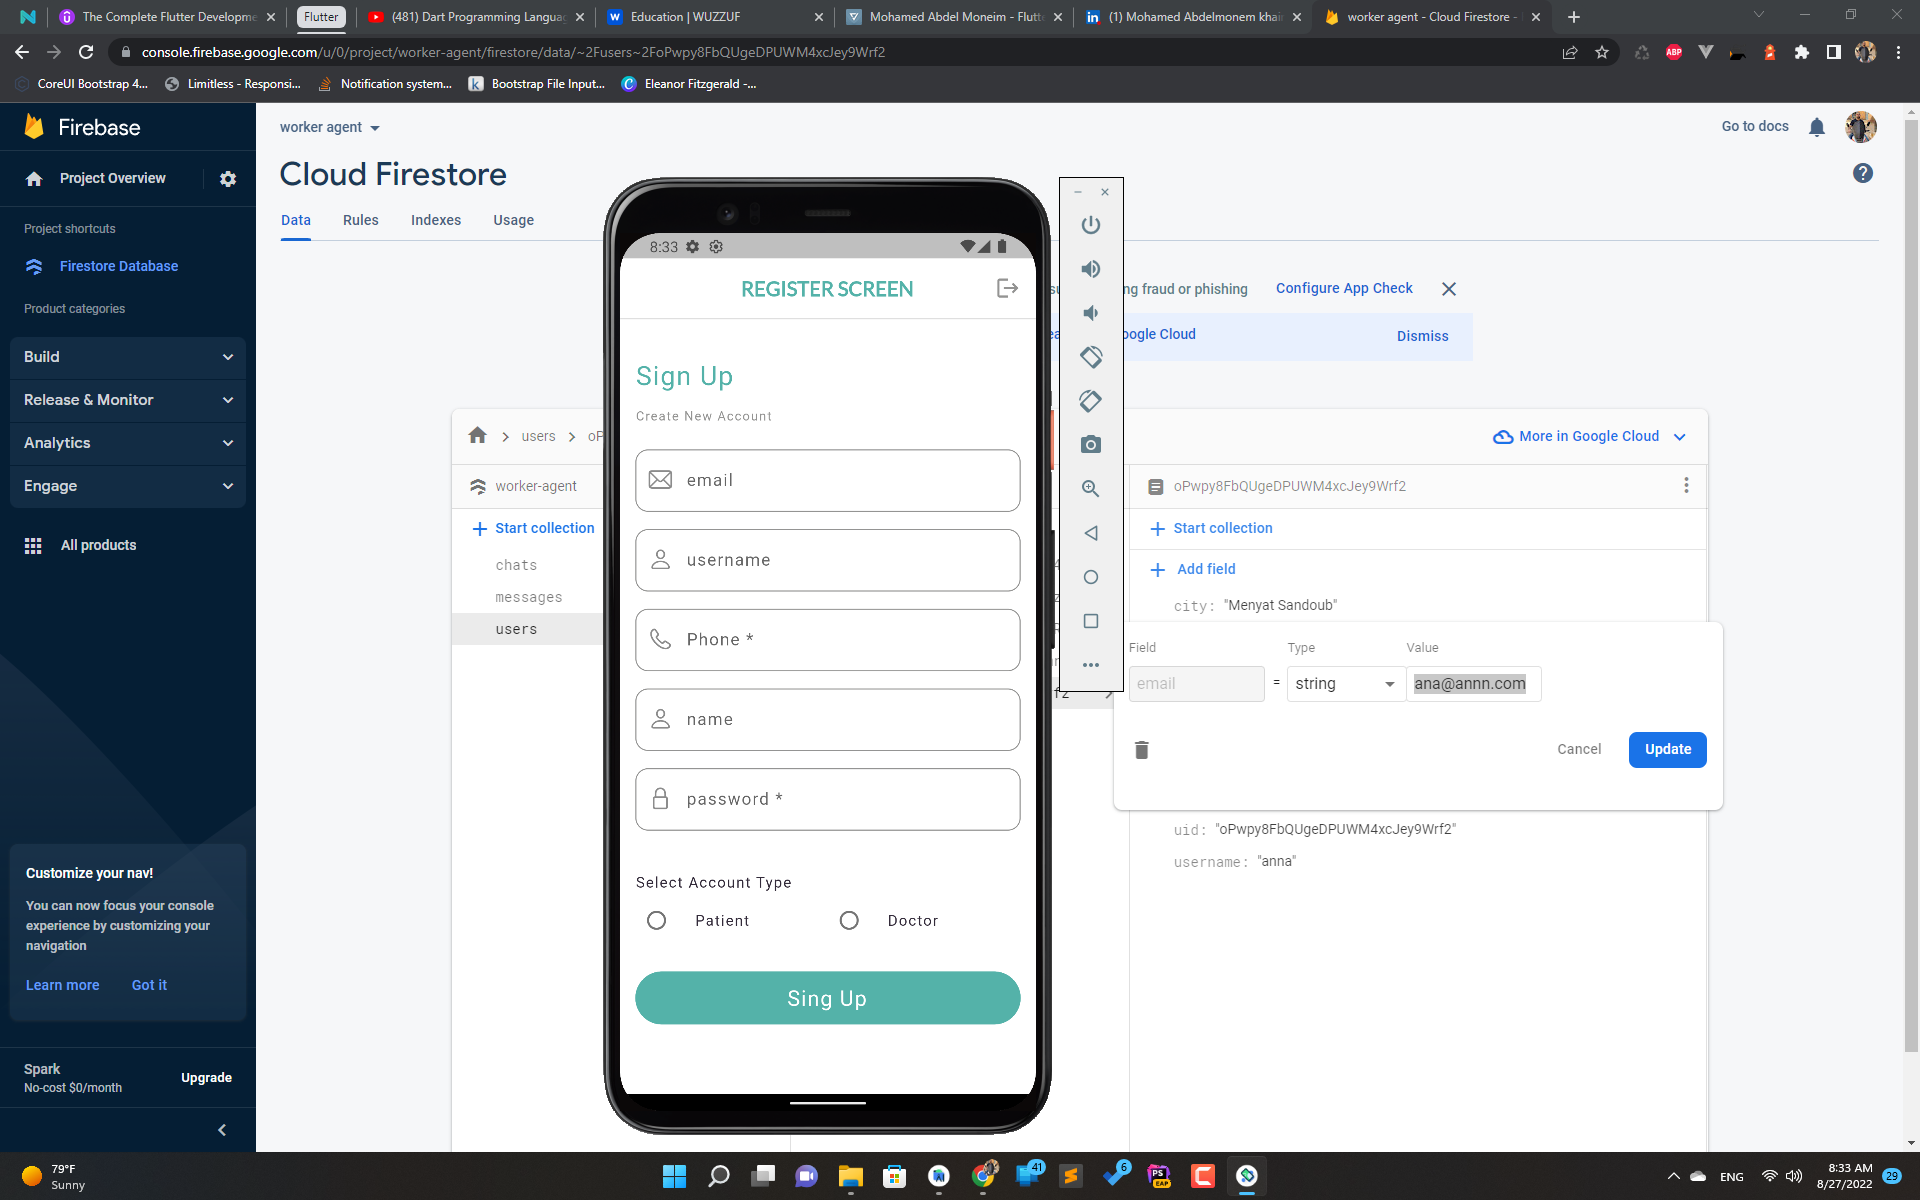 The Complete Flutter Developme
Flutter
(481) Dart Programming Langua
Education | WUZZUF
Mohamed Abdel Moneim - Flutt
(1) Mohamed Abdelmonem khai
worker agent - Cloud Firestore -
console.firebase.google.com/u/0/project/worker-agent/firestore/data/~2Fusers~2FoPwpy8FbQUgeDPUWM4xcJey9Wrf2
ABP
CoreUI Bootstrap 4...
Limitless - Responsi...
Notification system...
Bootstrap File Input...
Eleanor Fitzgerald -...
Firebase
worker agent
Go to docs
Project Overview
Cloud Firestore
Data
Rules
Indexes
Usage
Project shortcuts
Firestore Database
Product categories
Build
Release & Monitor
Analytics
Engage
All products
Customize your nav!
You can now focus your console
experience by customizing your
navigation
Learn more
Got it
Spark
No-cost $0/month
Upgrade
ng fraud or phishing
Configure App Check
oogle Cloud
Dismiss
users
oP
More in Google Cloud
worker-agent
Start collection
chats
messages
users
8:33
REGISTER SCREEN
Sign Up
Create New Account
email
username
Phone *
name
password *
Select Account Type
Patient
Doctor
Sing Up
oPwpy8FbQUgeDPUWM4xcJey9Wrf2
Start collection
Add field
city: "Menyat Sandoub"
Field
Type
Value
email
=
string
ana@annn.com
Cancel
Update
uid: "oPwpy8FbQUgeDPUWM4xcJey9Wrf2"
username: "anna"
79°F
Sunny
41
6
PS
EAP
ENG
8:33 AM
8/27/2022
29